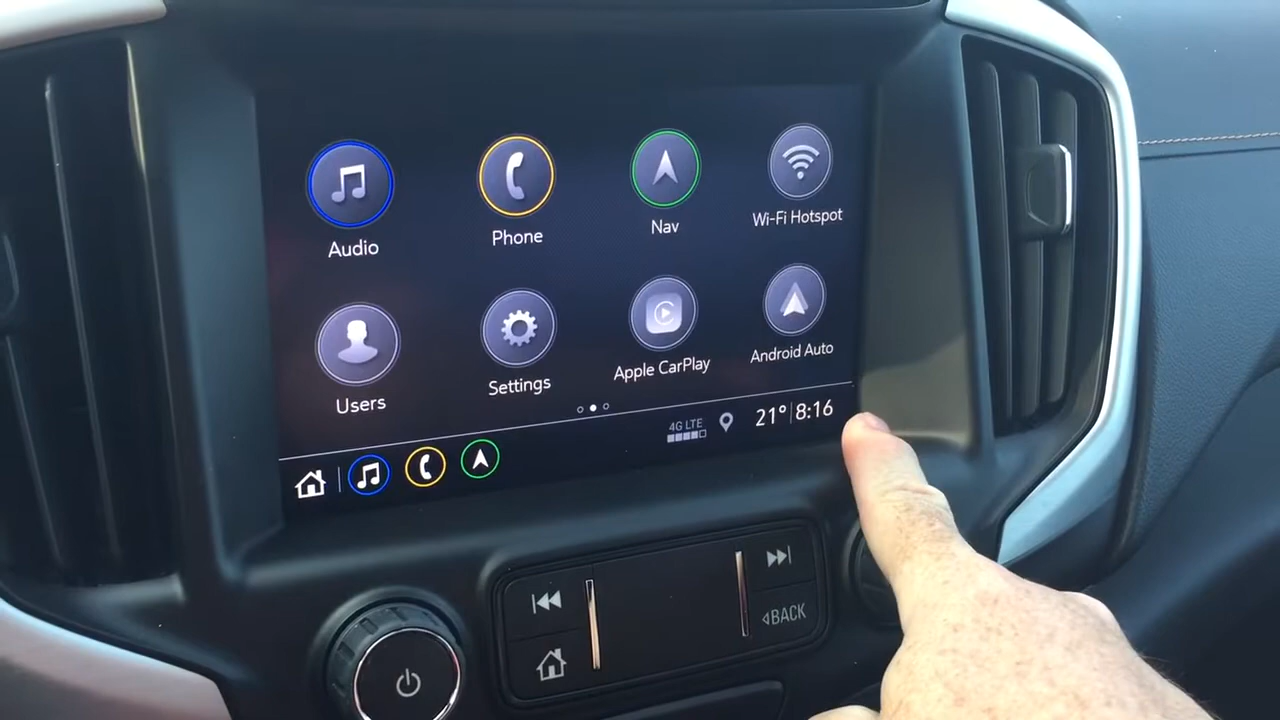 Audio
Phone
Nav
Wi-Fi Hotspot
Users
Settings
Apple CarPlay
Android Auto
4G LTE
21° 8:16
BACK